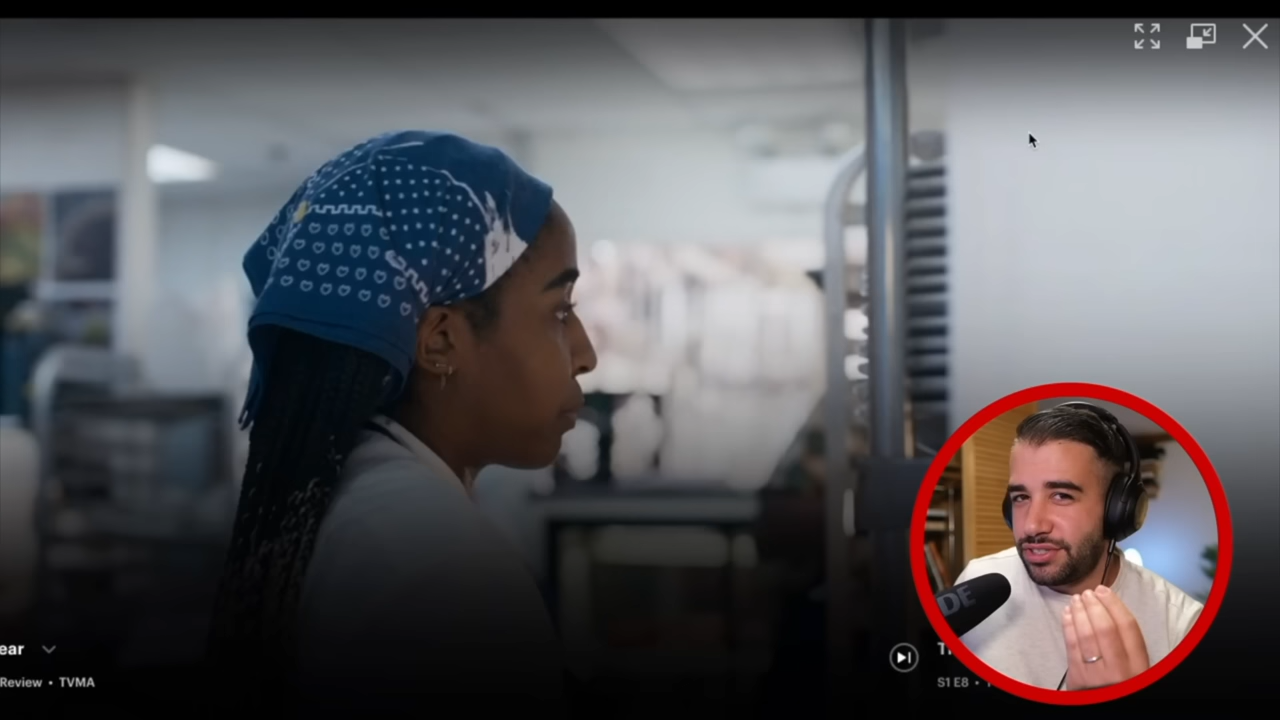 DE
ear
Review • TVMA
S1 E8 •